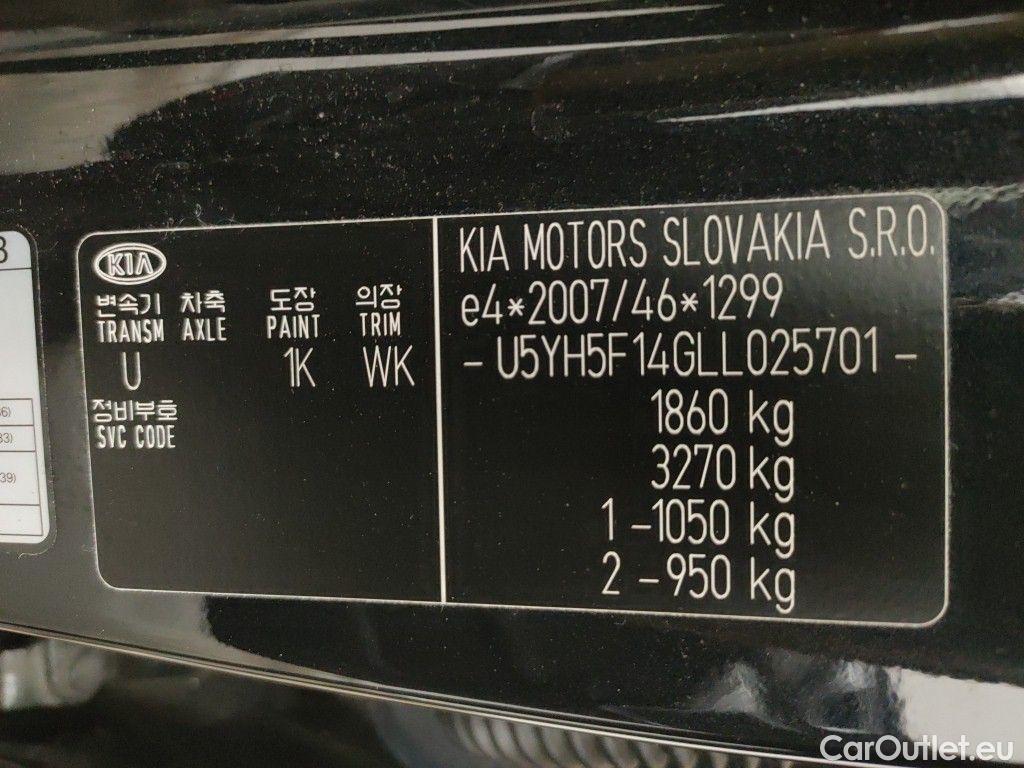 KIA
변속기 차축 도장 의장
TRANSM AXLE PAINT TRIM
U 1K WK
정비부호
SVC CODE
KIA MOTORS SLOVAKIA S.R.O.
e4*2007/46*1299
- U5YH5F14GLL025701 -
1860 kg
3270 kg
1 -1050 kg
2 -950 kg
39)
CarOutlet.eu